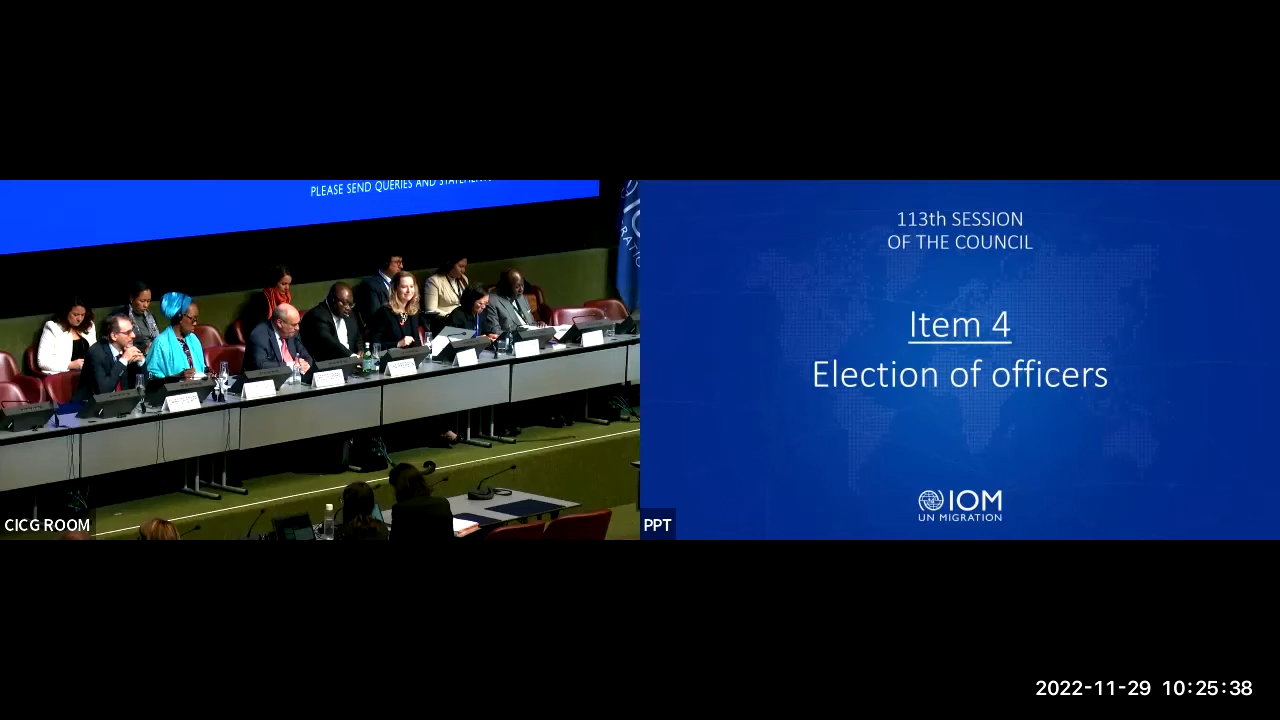 PLEASE SEND QUERIES AND
113th SESSION
OF THE COUNCIL
Item 4
Election of officers
IOM
UN MIGRATION
CICG ROOM
PPT
2022-11-29 10:25:38